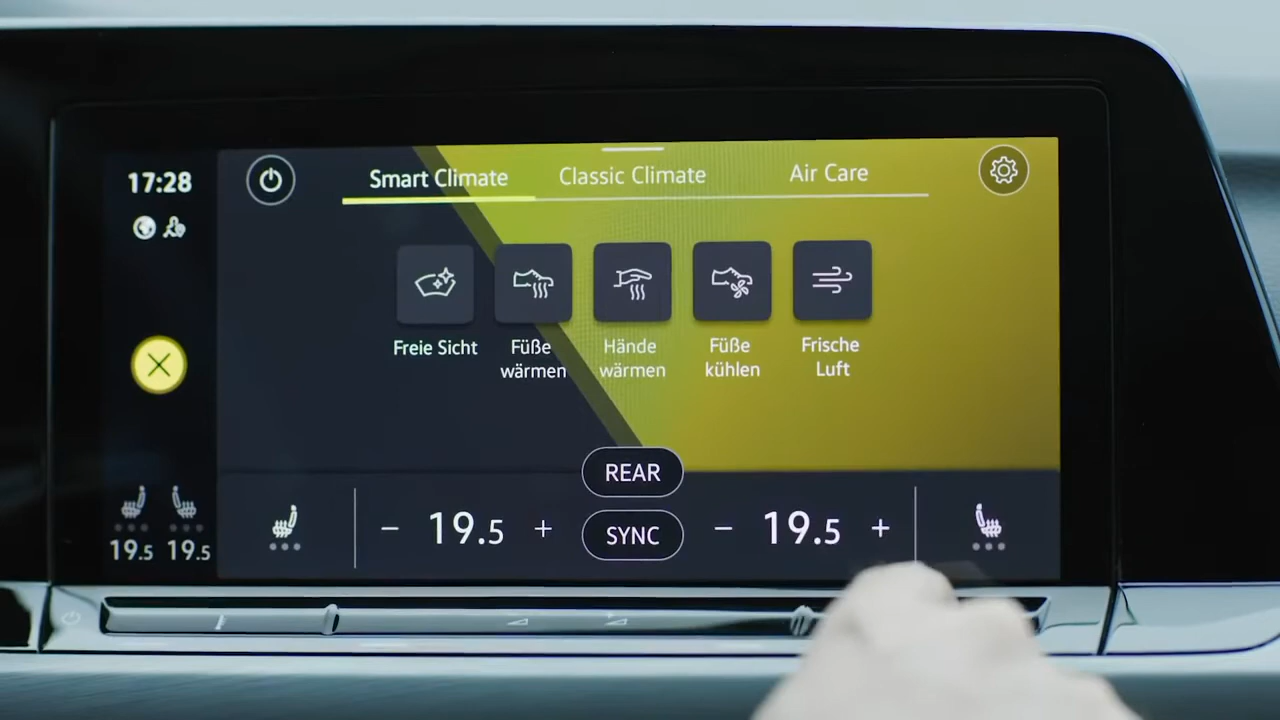 17:28
Smart Climate
Classic Climate
Air Care
Freie Sicht
Füße
wärmen
Hände
wärmen
Füße
kühlen
Frische
Luft
REAR
− 19.5 +
SYNC
− 19.5 +
19.5 19.5